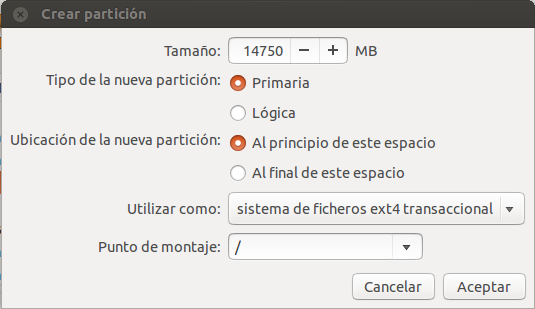 Crear partición
Tamaño: 14750 − + MB
Tipo de la nueva partición: Primaria
Lógica
Ubicación de la nueva partición: Al principio de este espacio
Al final de este espacio
Utilizar como: sistema de ficheros ext4 transaccional
Punto de montaje: /
Cancelar Aceptar